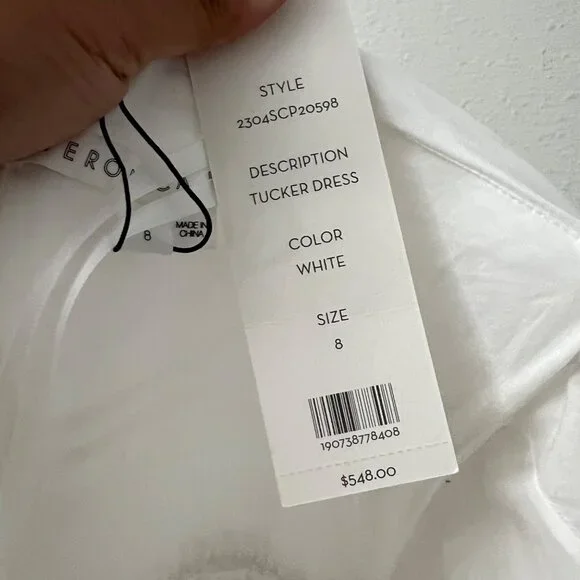 STYLE
2304SCP20598
DESCRIPTION
TUCKER DRESS
COLOR
WHITE
SIZE
8
190738778408
$548.00
8
MADE IN
CHINA